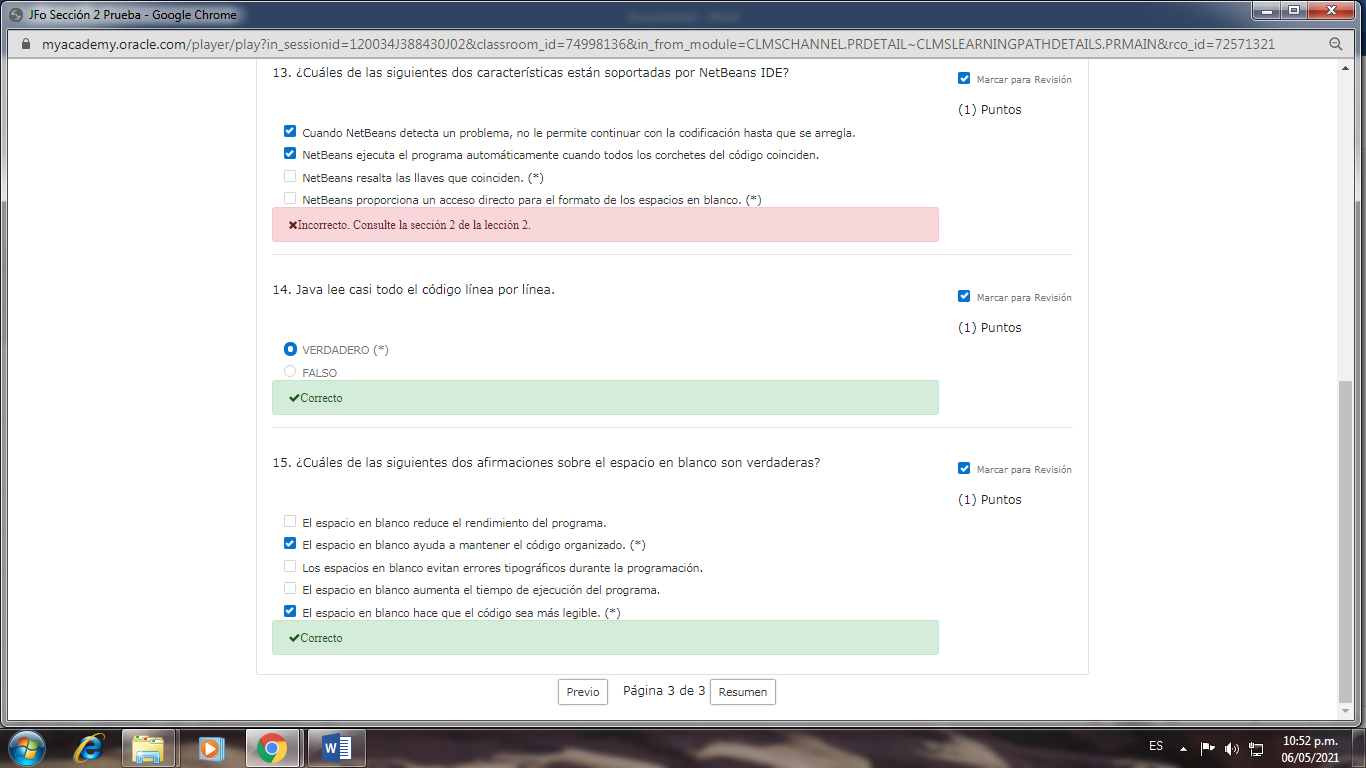 JFo Sección 2 Prueba - Google Chrome
myacademy.oracle.com/player/play?in_sessionid=120034J388430J02&classroom_id=74998136&in_from_module=CLMSCHANNEL.PRDETAIL~CLMSLEARNINGPATHDETAILS.PRMAIN&rco_id=72571321
13. ¿Cuáles de las siguientes dos características están soportadas por NetBeans IDE?
Marcar para Revisión
(1) Puntos
Cuando NetBeans detecta un problema, no le permite continuar con la codificación hasta que se arregla.
NetBeans ejecuta el programa automáticamente cuando todos los corchetes del código coinciden.
NetBeans resalta las llaves que coinciden. (*)
NetBeans proporciona un acceso directo para el formato de los espacios en blanco. (*)
Incorrecto. Consulte la sección 2 de la lección 2.
14. Java lee casi todo el código línea por línea.
Marcar para Revisión
(1) Puntos
VERDADERO (*)
FALSO
Correcto
15. ¿Cuáles de las siguientes dos afirmaciones sobre el espacio en blanco son verdaderas?
Marcar para Revisión
(1) Puntos
El espacio en blanco reduce el rendimiento del programa.
El espacio en blanco ayuda a mantener el código organizado. (*)
Los espacios en blanco evitan errores tipográficos durante la programación.
El espacio en blanco aumenta el tiempo de ejecución del programa.
El espacio en blanco hace que el código sea más legible. (*)
Correcto
Previo Página 3 de 3 Resumen
ES
10:52 p.m.
06/05/2021